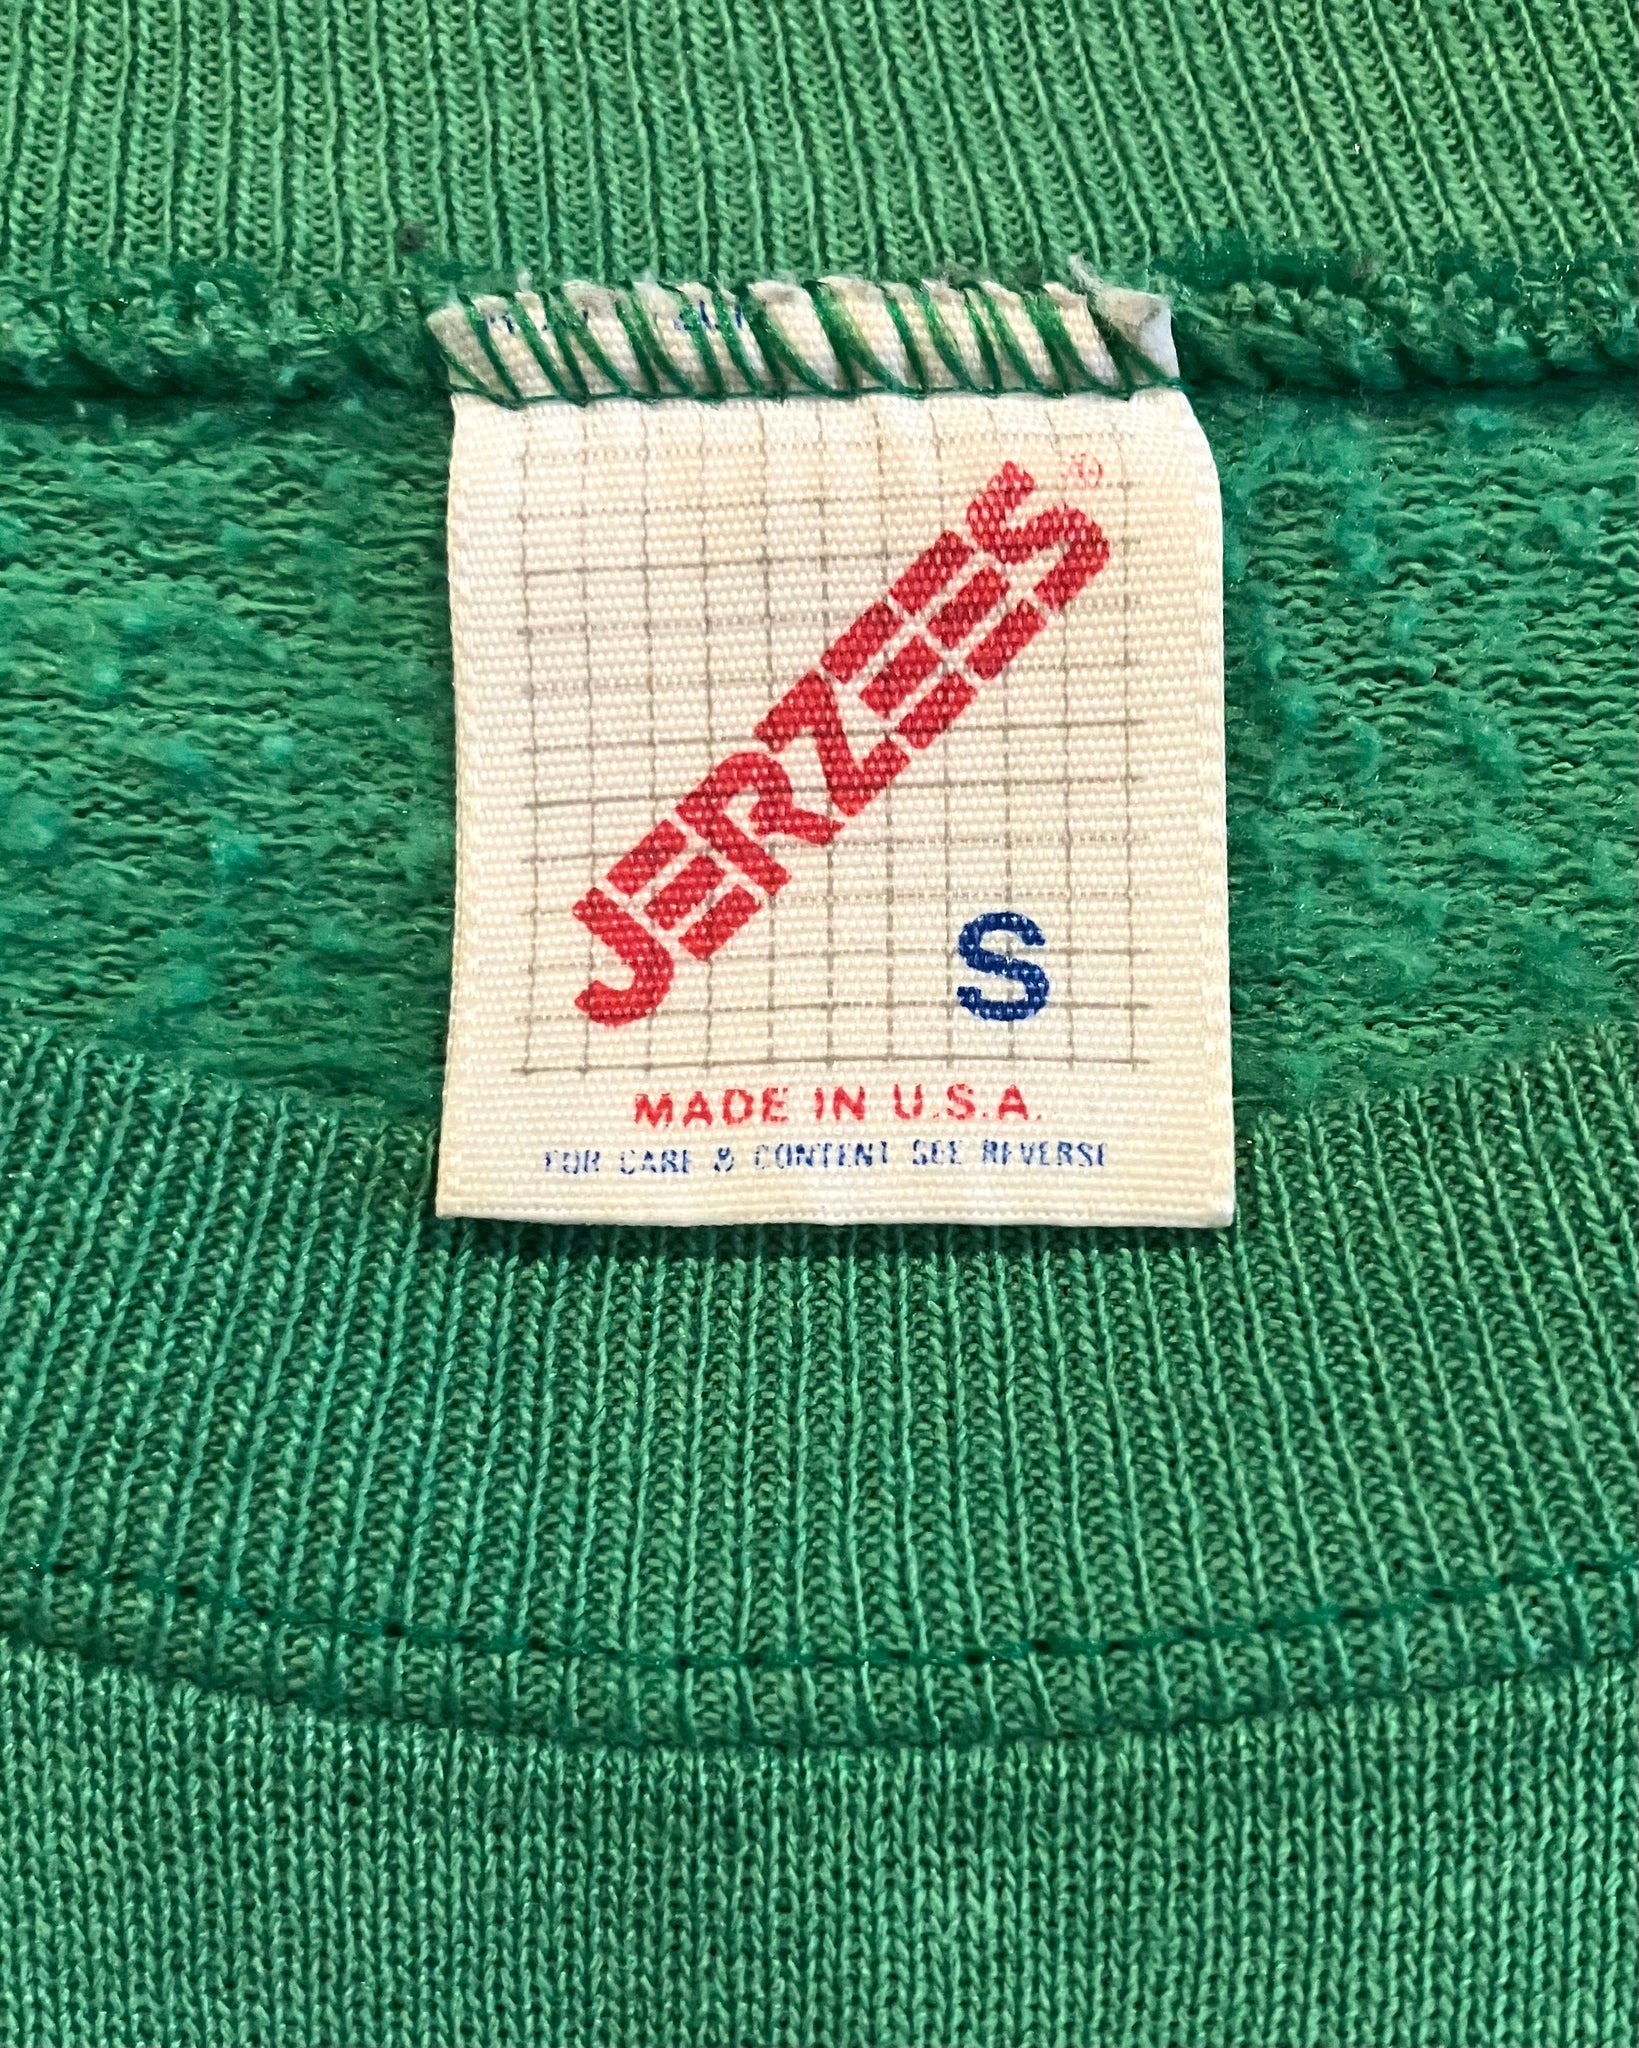 JERZEES®
S
MADE IN U.S.A.
FOR CARE & CONTENT SEE REVERSE